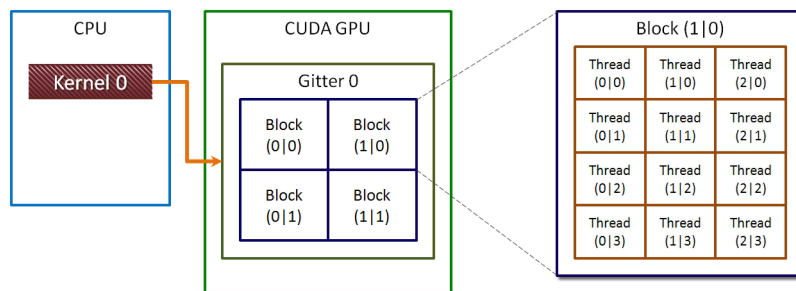 CPU
Kernel 0
CUDA GPU
Gitter 0
Block
(0|0)
Block
(1|0)
Block
(0|1)
Block
(1|1)
Block (1|0)
Thread
(0|0)
Thread
(1|0)
Thread
(2|0)
Thread
(0|1)
Thread
(1|1)
Thread
(2|1)
Thread
(0|2)
Thread
(1|2)
Thread
(2|2)
Thread
(0|3)
Thread
(1|3)
Thread
(2|3)